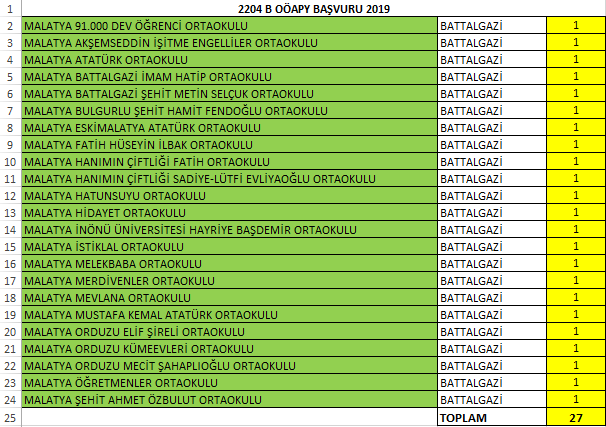 1 2204 B OÖAPY BAŞVURU 2019
2 MALATYA 91.000 DEV ÖĞRENCİ ORTAOKULU BATTALGAZİ 1
3 MALATYA AKŞEMSEDDİN İŞİTME ENGELLİLER ORTAOKULU BATTALGAZİ 1
4 MALATYA ATATÜRK ORTAOKULU BATTALGAZİ 1
5 MALATYA BATTALGAZİ İMAM HATİP ORTAOKULU BATTALGAZİ 1
6 MALATYA BATTALGAZİ ŞEHİT METİN SELÇUK ORTAOKULU BATTALGAZİ 1
7 MALATYA BULGURLU ŞEHİT HAMİT FENDOĞLU ORTAOKULU BATTALGAZİ 1
8 MALATYA ESKİMALATYA ATATÜRK ORTAOKULU BATTALGAZİ 1
9 MALATYA FATİH HÜSEYİN İLBAK ORTAOKULU BATTALGAZİ 1
10 MALATYA HANIMIN ÇİFTLİĞİ FATİH ORTAOKULU BATTALGAZİ 1
11 MALATYA HANIMIN ÇİFTLİĞİ SADİYE-LÜTFİ EVLİYAOĞLU ORTAOKULU BATTALGAZİ 1
12 MALATYA HATUNSUYU ORTAOKULU BATTALGAZİ 1
13 MALATYA HİDAYET ORTAOKULU BATTALGAZİ 1
14 MALATYA İNÖNÜ ÜNİVERSİTESİ HAYRİYE BAŞDEMİR ORTAOKULU BATTALGAZİ 1
15 MALATYA İSTİKLAL ORTAOKULU BATTALGAZİ 1
16 MALATYA MELEKBABA ORTAOKULU BATTALGAZİ 1
17 MALATYA MERDİVENLER ORTAOKULU BATTALGAZİ 1
18 MALATYA MEVLANA ORTAOKULU BATTALGAZİ 1
19 MALATYA MUSTAFA KEMAL ATATÜRK ORTAOKULU BATTALGAZİ 1
20 MALATYA ORDUZU ELİF ŞİRELİ ORTAOKULU BATTALGAZİ 1
21 MALATYA ORDUZU KÜMEEVLERİ ORTAOKULU BATTALGAZİ 1
22 MALATYA ORDUZU MECİT ŞAHAPLIOĞLU ORTAOKULU BATTALGAZİ 1
23 MALATYA ÖĞRETMENLER ORTAOKULU BATTALGAZİ 1
24 MALATYA ŞEHİT AHMET ÖZBULUT ORTAOKULU BATTALGAZİ 1
25 TOPLAM 27